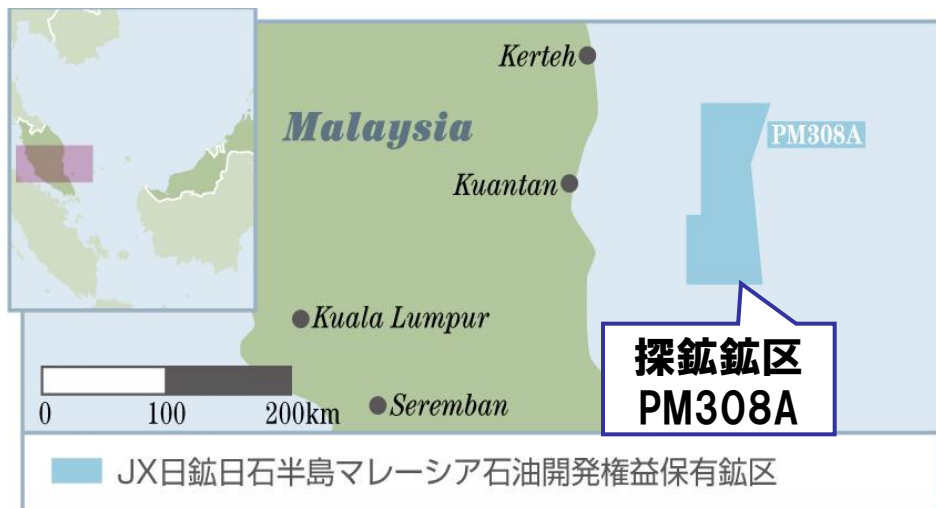 Kerteh
Malaysia
PM308A
Kuantan
Kuala Lumpur
探鉱鉱区
PM308A
0 100 200km
Seremban
JX日鉱日石半島マレーシア石油開発権益保有鉱区